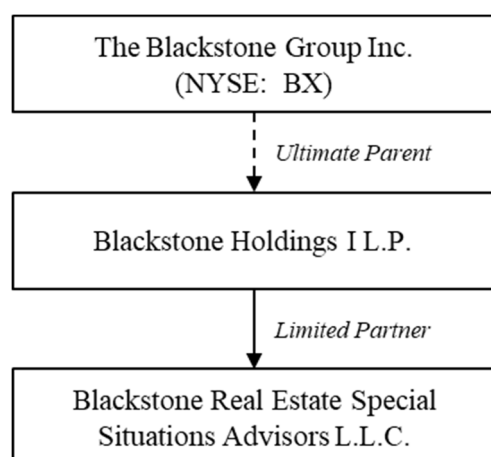 The Blackstone Group Inc.
(NYSE: BX)
Ultimate Parent
Blackstone Holdings I L.P.
Limited Partner
Blackstone Real Estate Special
Situations Advisors L.L.C.